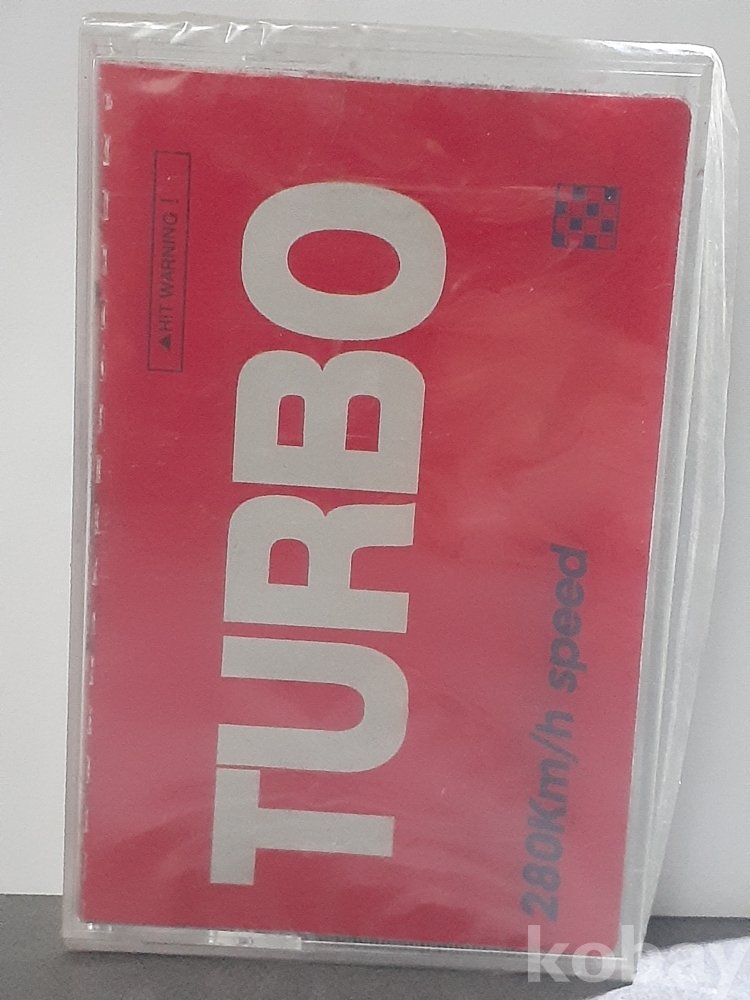 ▲HIT WARNING !
TURBO
280Km/h speed
kobay